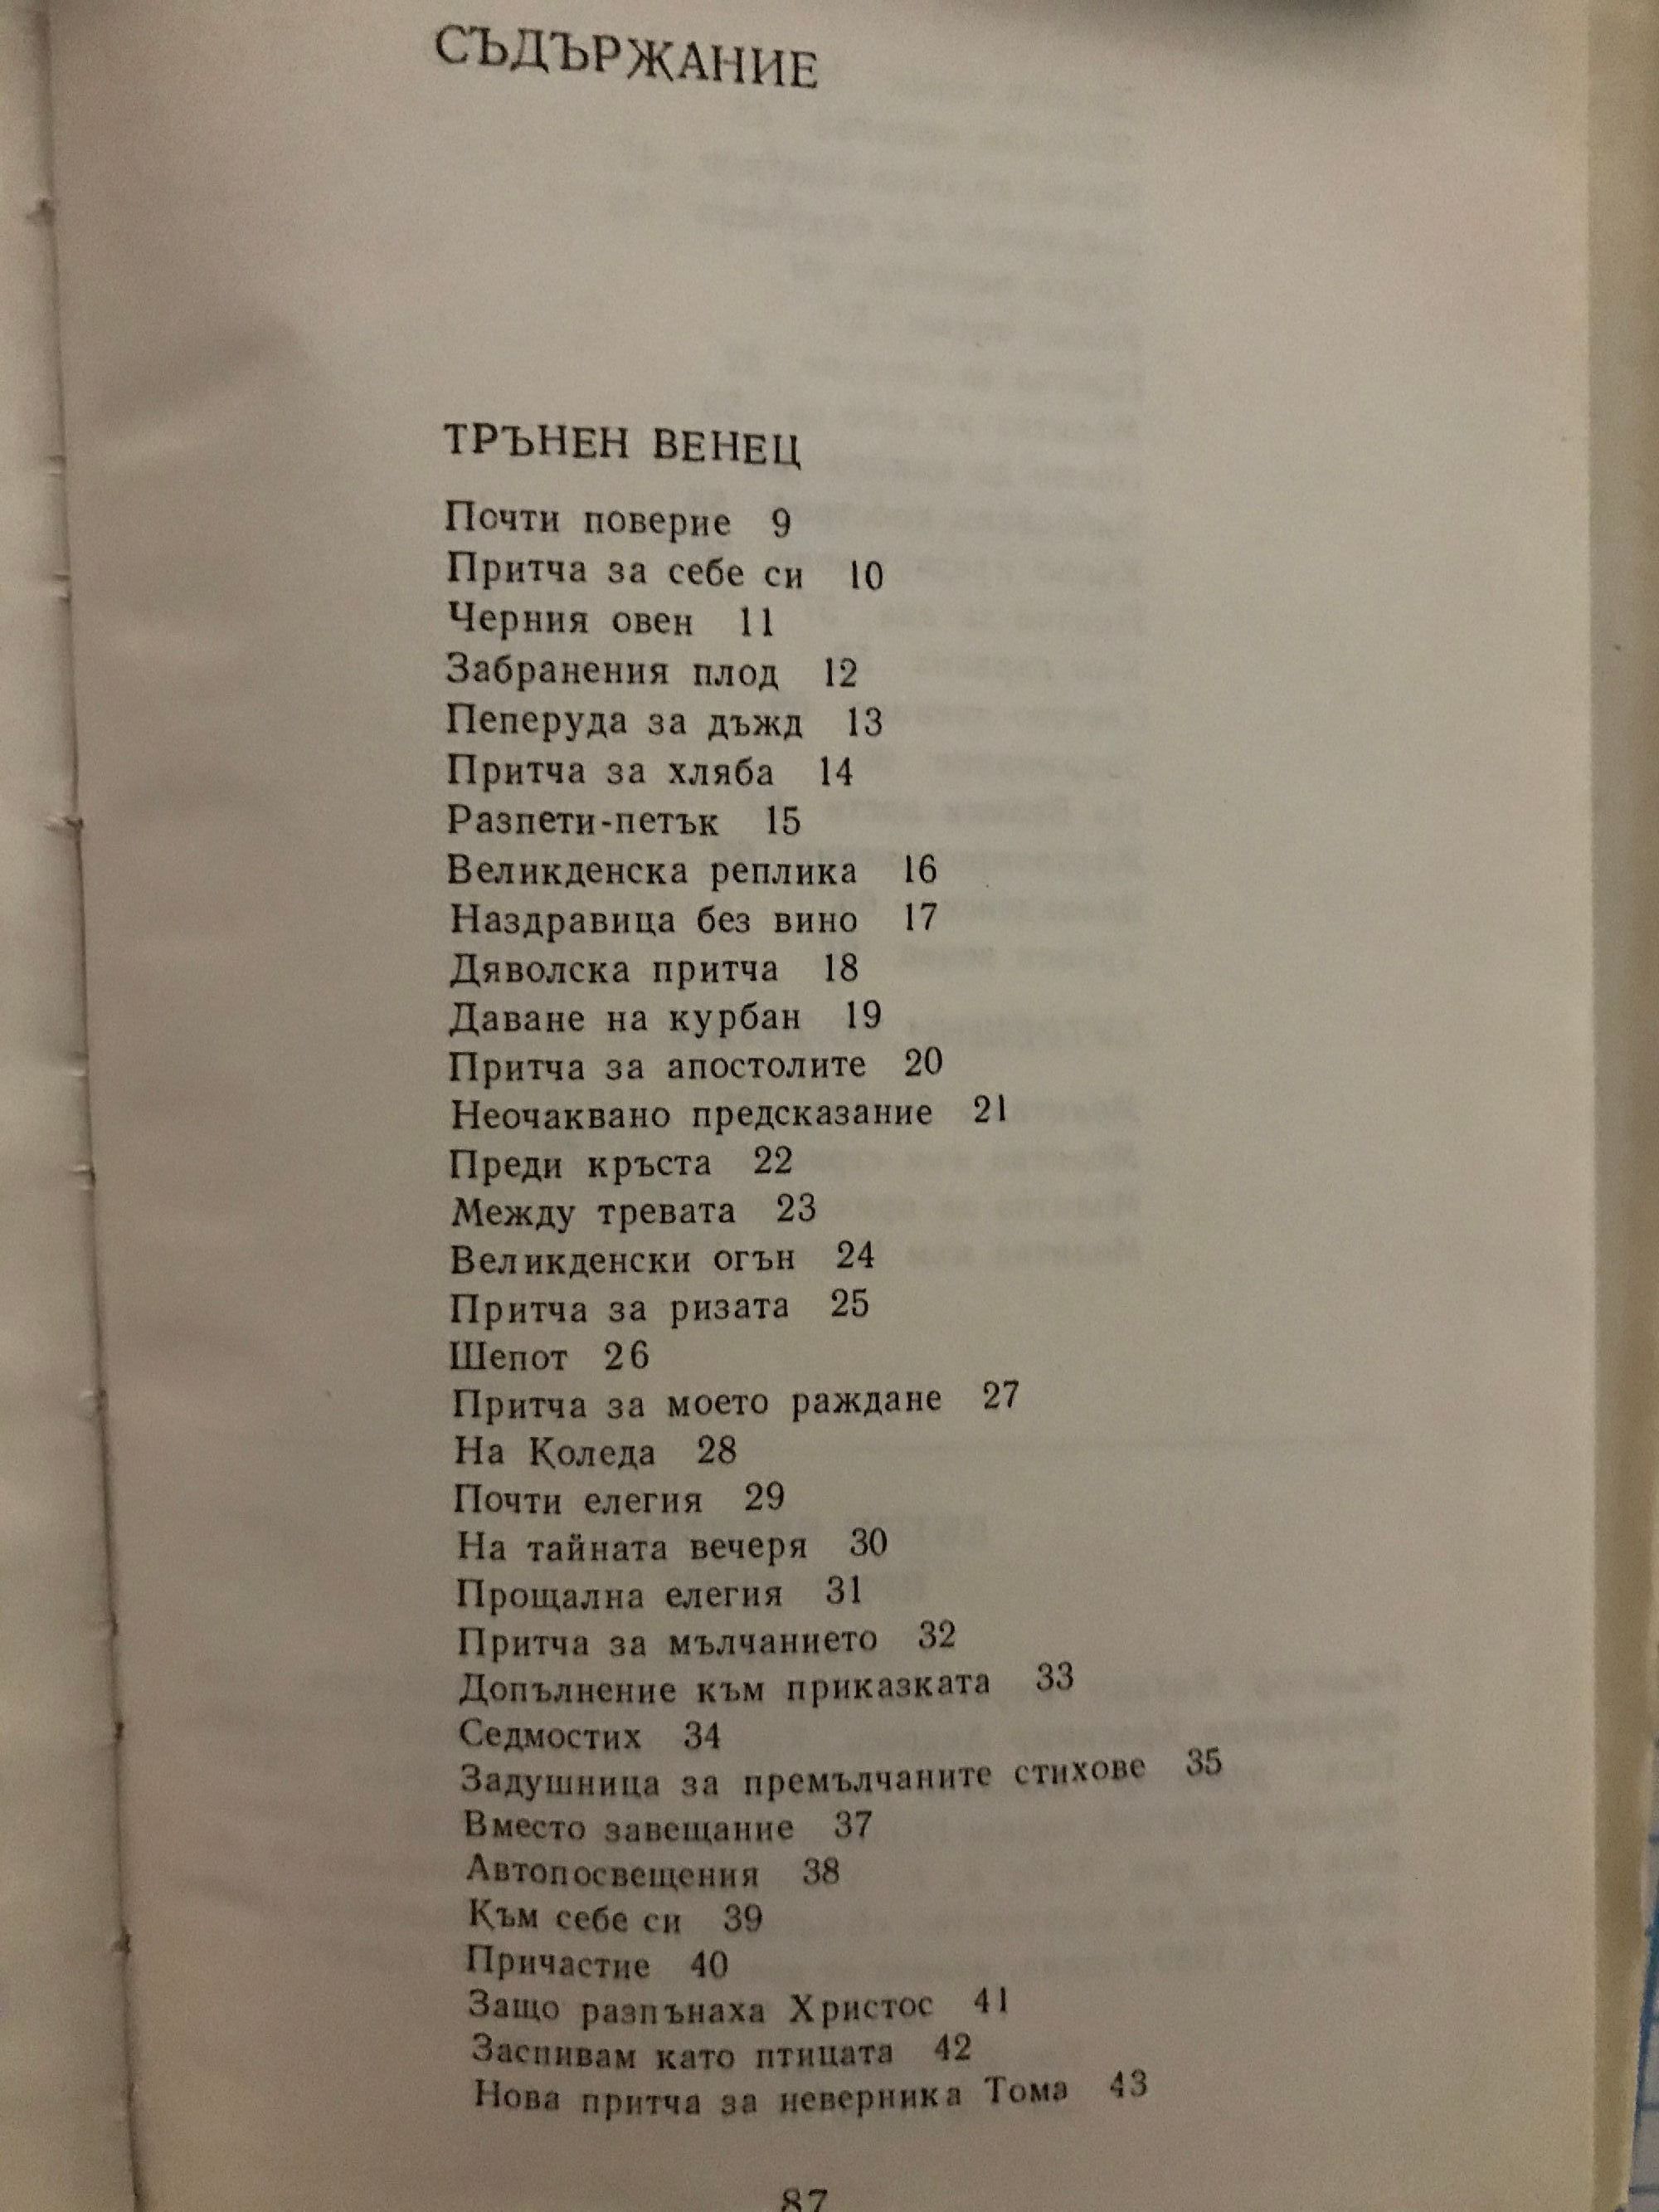 СЪДЪРЖАНИЕ
ТРЪНЕН ВЕНЕЦ
Почти поверие 9
Притча за себе си 10
Черния овен 11
Забранения плод 12
Пеперуда за дъжд 13
Притча за хляба 14
Разпети-петък 15
Великденска реплика 16
Наздравица без вино 17
Дяволска притча 18
Даване на курбан 19
Притча за апостолите 20
Неочаквано предсказание 21
Преди кръста 22
Между тревата 23
Великденски огън 24
Притча за ризата 25
Шепот 26
Притча за моето раждане 27
На Коледа 28
Почти елегия 29
На тайната вечеря 30
Прощална елегия 31
Притча за мълчанието 32
Допълнение към приказката 33
Седмостих 34
Задушница за премълчаните стихове 35
Вместо завещание 37
Автопосвещения 38
Към себе си 39
Причастие 40
Защо разпънаха Христос 41
Заспивам като птицата 42
Нова притча за неверника Тома 43
87